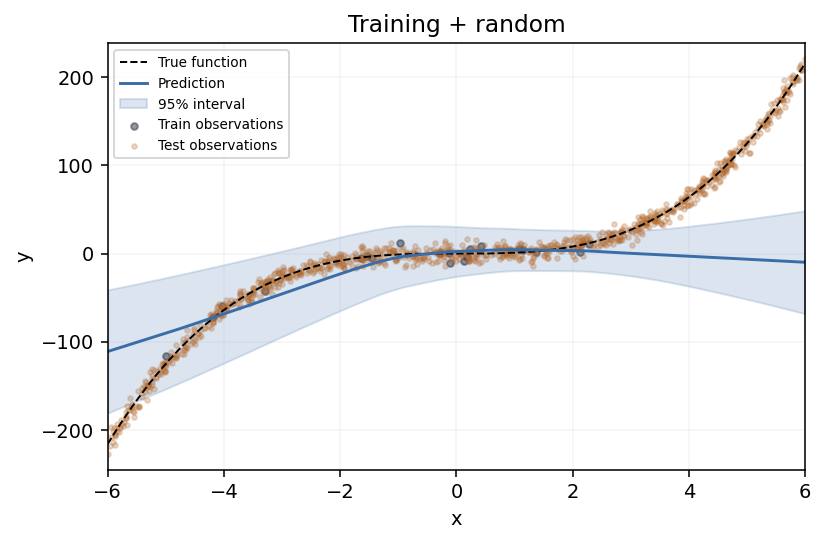 Training + random
True function
Prediction
95% interval
Train observations
Test observations
200
100
0
−100
−200
y
−6 −4 −2 0 2 4 6
x